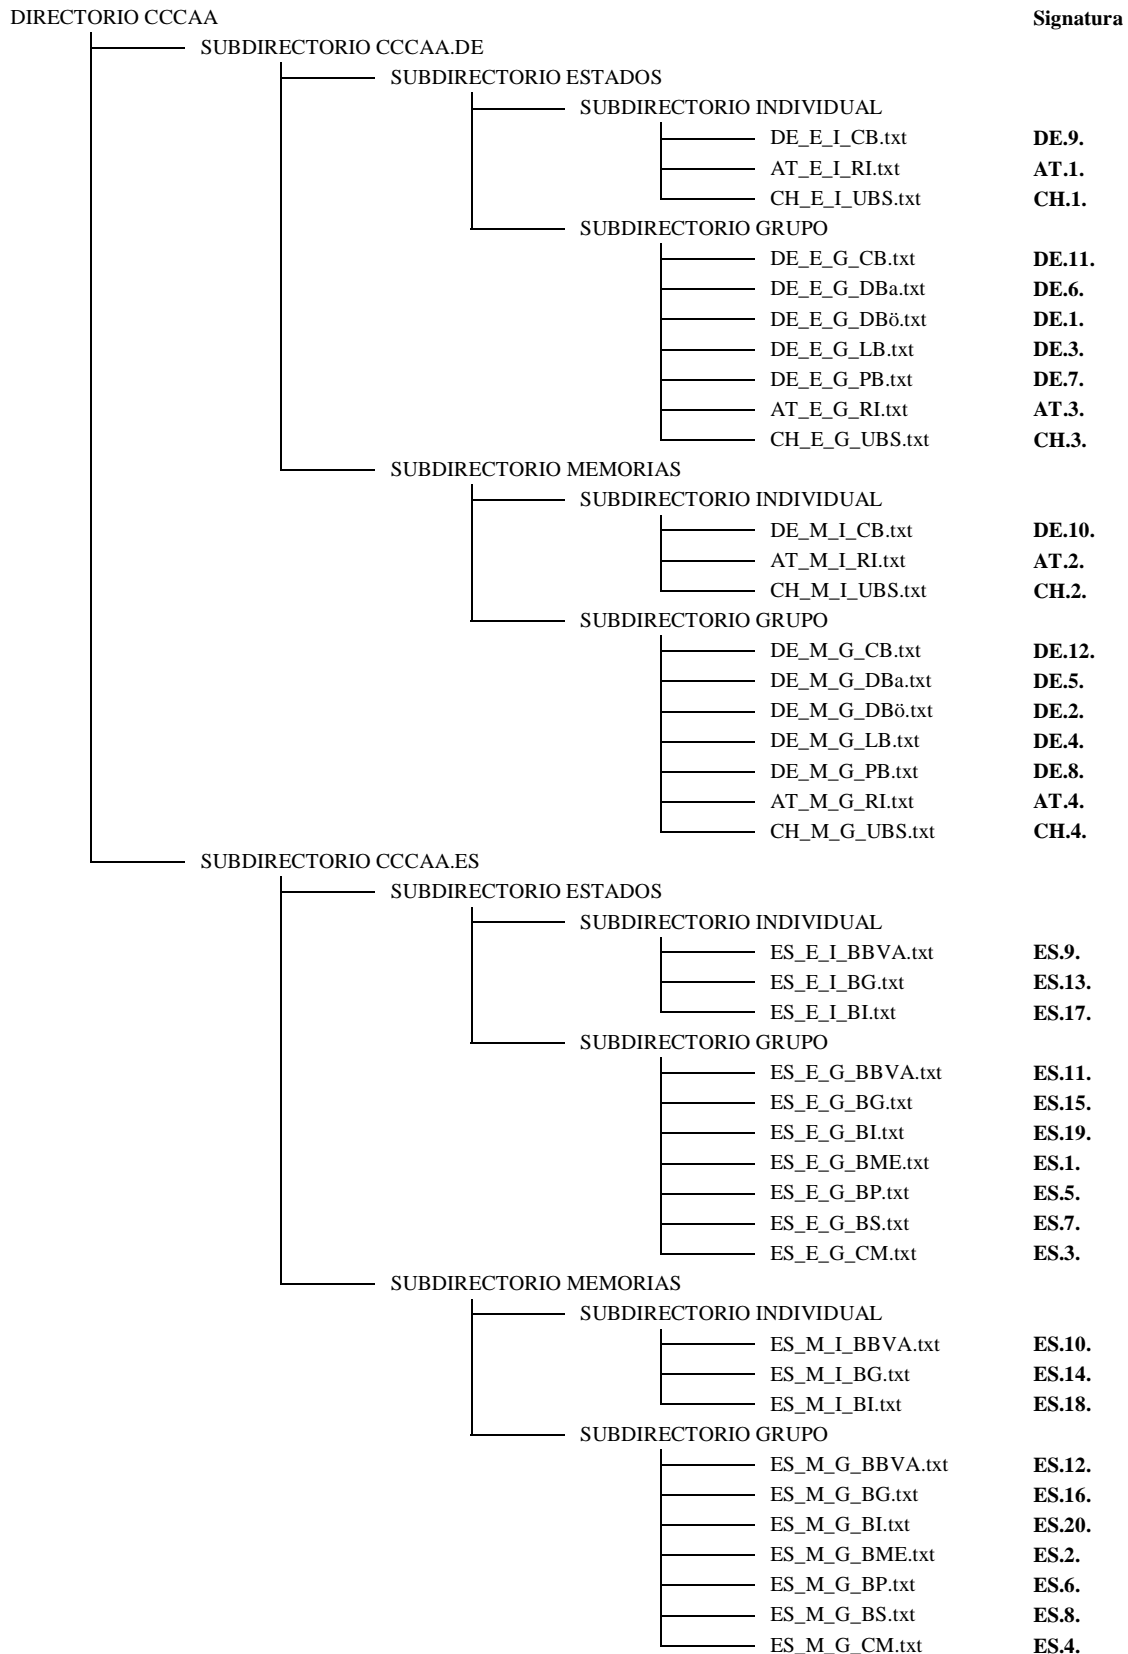 DIRECTORIO CCCAA Signatura
SUBDIRECTORIO CCCAA.DE
SUBDIRECTORIO ESTADOS
SUBDIRECTORIO INDIVIDUAL
DE_E_I_CB.txt DE.9.
AT_E_I_RI.txt AT.1.
CH_E_I_UBS.txt CH.1.
SUBDIRECTORIO GRUPO
DE_E_G_CB.txt DE.11.
DE_E_G_DBa.txt DE.6.
DE_E_G_DBö.txt DE.1.
DE_E_G_LB.txt DE.3.
DE_E_G_PB.txt DE.7.
AT_E_G_RI.txt AT.3.
CH_E_G_UBS.txt CH.3.
SUBDIRECTORIO MEMORIAS
SUBDIRECTORIO INDIVIDUAL
DE_M_I_CB.txt DE.10.
AT_M_I_RI.txt AT.2.
CH_M_I_UBS.txt CH.2.
SUBDIRECTORIO GRUPO
DE_M_G_CB.txt DE.12.
DE_M_G_DBa.txt DE.5.
DE_M_G_DBö.txt DE.2.
DE_M_G_LB.txt DE.4.
DE_M_G_PB.txt DE.8.
AT_M_G_RI.txt AT.4.
CH_M_G_UBS.txt CH.4.
SUBDIRECTORIO CCCAA.ES
SUBDIRECTORIO ESTADOS
SUBDIRECTORIO INDIVIDUAL
ES_E_I_BBVA.txt ES.9.
ES_E_I_BG.txt ES.13.
ES_E_I_BI.txt ES.17.
SUBDIRECTORIO GRUPO
ES_E_G_BBVA.txt ES.11.
ES_E_G_BG.txt ES.15.
ES_E_G_BI.txt ES.19.
ES_E_G_BME.txt ES.1.
ES_E_G_BP.txt ES.5.
ES_E_G_BS.txt ES.7.
ES_E_G_CM.txt ES.3.
SUBDIRECTORIO MEMORIAS
SUBDIRECTORIO INDIVIDUAL
ES_M_I_BBVA.txt ES.10.
ES_M_I_BG.txt ES.14.
ES_M_I_BI.txt ES.18.
SUBDIRECTORIO GRUPO
ES_M_G_BBVA.txt ES.12.
ES_M_G_BG.txt ES.16.
ES_M_G_BI.txt ES.20.
ES_M_G_BME.txt ES.2.
ES_M_G_BP.txt ES.6.
ES_M_G_BS.txt ES.8.
ES_M_G_CM.txt ES.4.